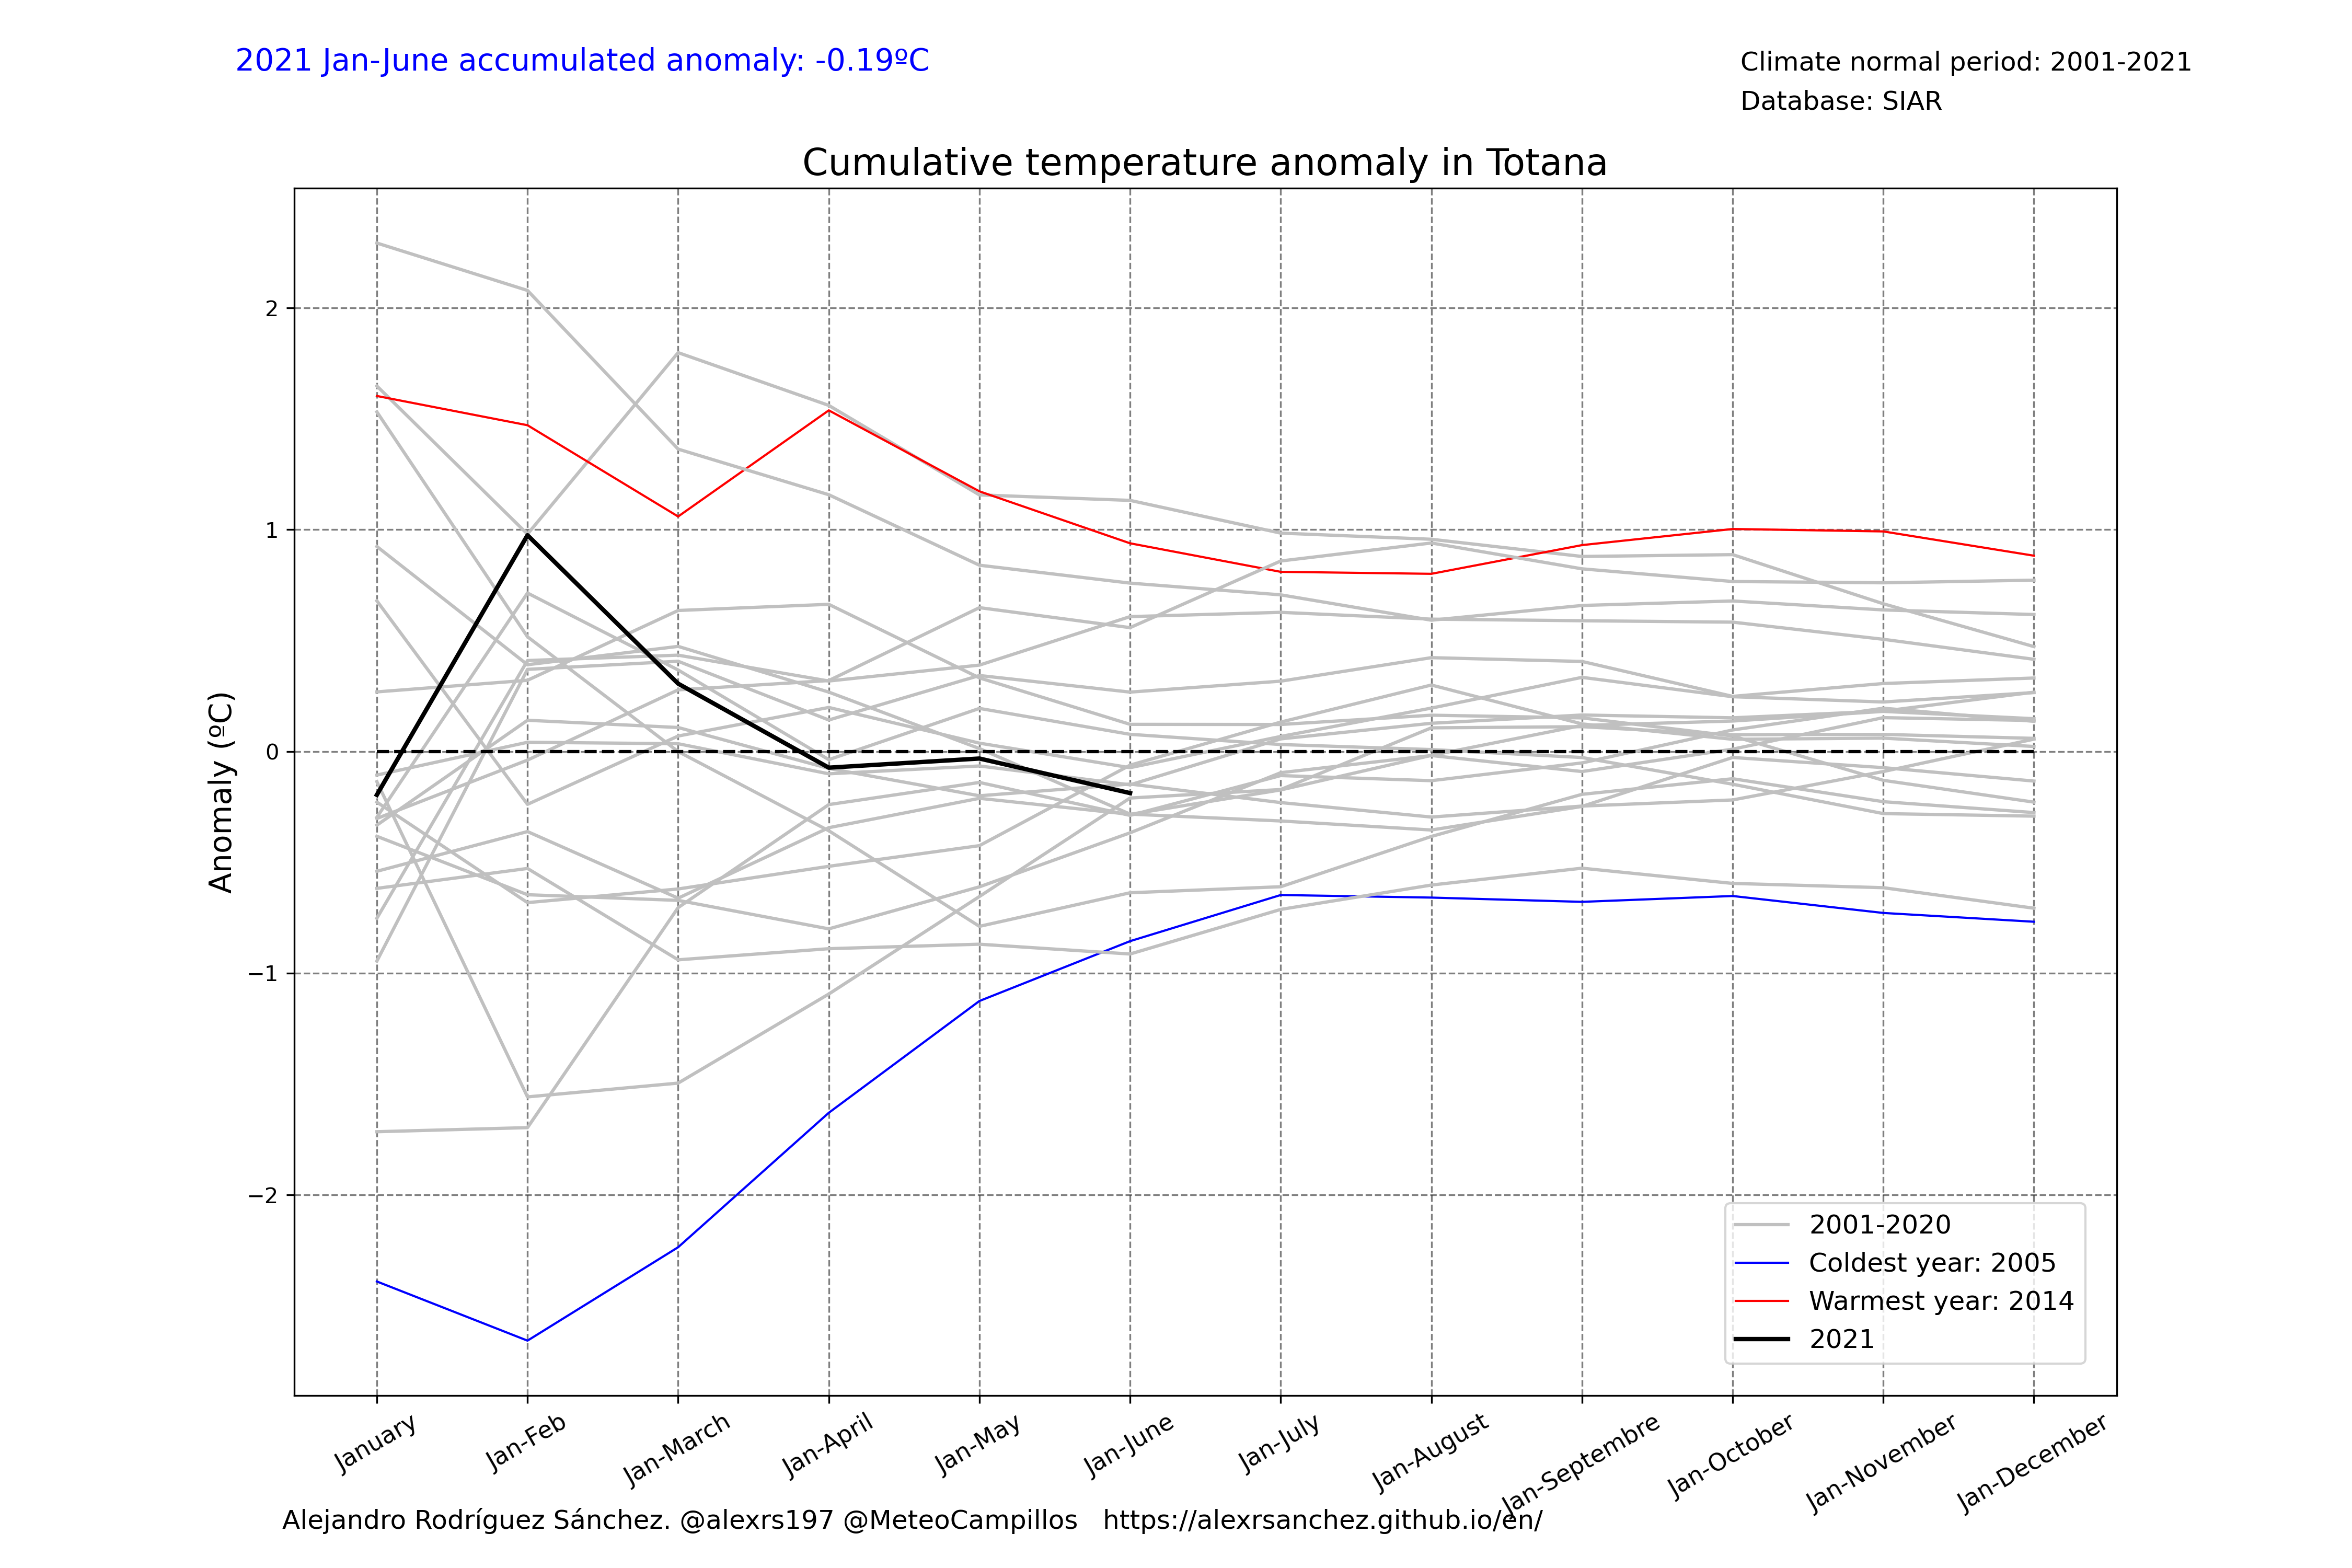 2021 Jan-June accumulated anomaly: -0.19ºC
Climate normal period: 2001-2021
Database: SIAR
Cumulative temperature anomaly in Totana
Anomaly (ºC)
2
1
0
−1
−2
January
Jan-Feb
Jan-March
Jan-April
Jan-May
Jan-June
Jan-July
Jan-August
Jan-Septembre
Jan-October
Jan-November
Jan-December
2001-2020
Coldest year: 2005
Warmest year: 2014
2021
Alejandro Rodríguez Sánchez. @alexrs197 @MeteoCampillos https://alexrsanchez.github.io/en/